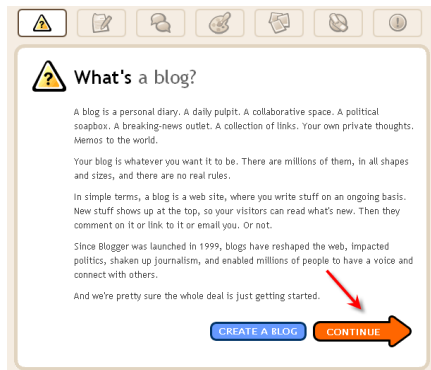 What's a blog?
A blog is a personal diary. A daily pulpit. A collaborative space. A political
soapbox. A breaking-news outlet. A collection of links. Your own private thoughts.
Memos to the world.
Your blog is whatever you want it to be. There are millions of them, in all shapes
and sizes, and there are no real rules.
In simple terms, a blog is a web site, where you write stuff on an ongoing basis.
New stuff shows up at the top, so your visitors can read what's new. Then they
comment on it or link to it or email you. Or not.
Since Blogger was launched in 1999, blogs have reshaped the web, impacted
politics, shaken up journalism, and enabled millions of people to have a voice and
connect with others.
And we're pretty sure the whole deal is just getting started.
CREATE A BLOG CONTINUE